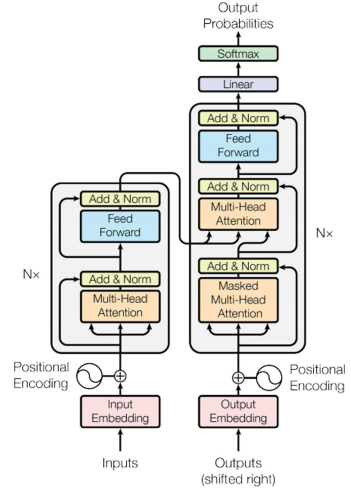 Output
Probabilities
Softmax
Linear
Add & Norm
Feed
Forward
Add & Norm
Multi-Head
Attention
Add & Norm
Masked
Multi-Head
Attention
N×
Add & Norm
Feed
Forward
N×
Add & Norm
Multi-Head
Attention
Positional
Encoding
Positional
Encoding
Input
Embedding
Output
Embedding
Inputs
Outputs
(shifted right)